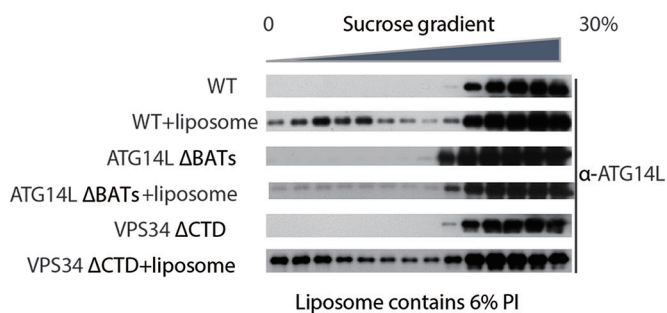 0 Sucrose gradient 30%
WT
WT+liposome
ATG14L ΔBATs
α-ATG14L
ATG14L ΔBATs+liposome
VPS34 ΔCTD
VPS34 ΔCTD+liposome
Liposome contains 6% PI